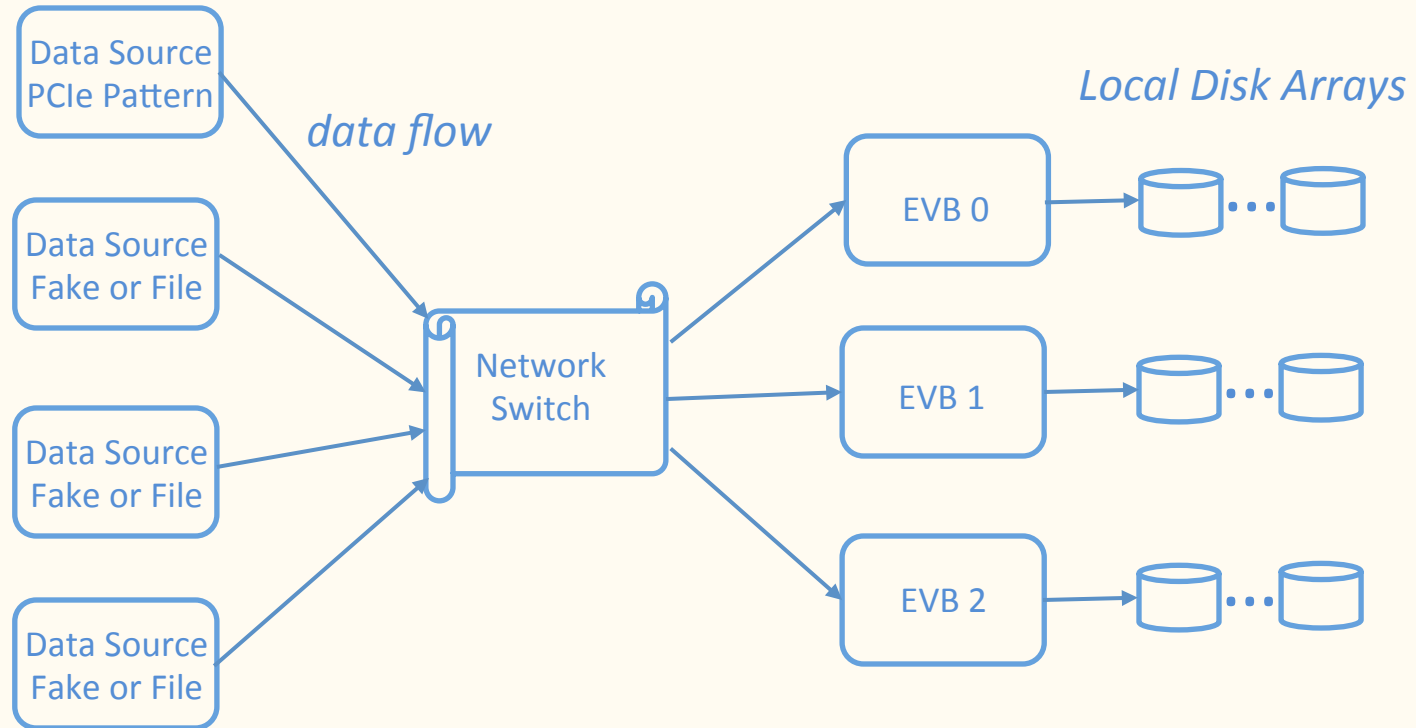 Data Source
PCIe Pattern
data flow
Local Disk Arrays
Data Source
Fake or File
EVB 0
Network
Switch
EVB 1
Data Source
Fake or File
EVB 2
Data Source
Fake or File